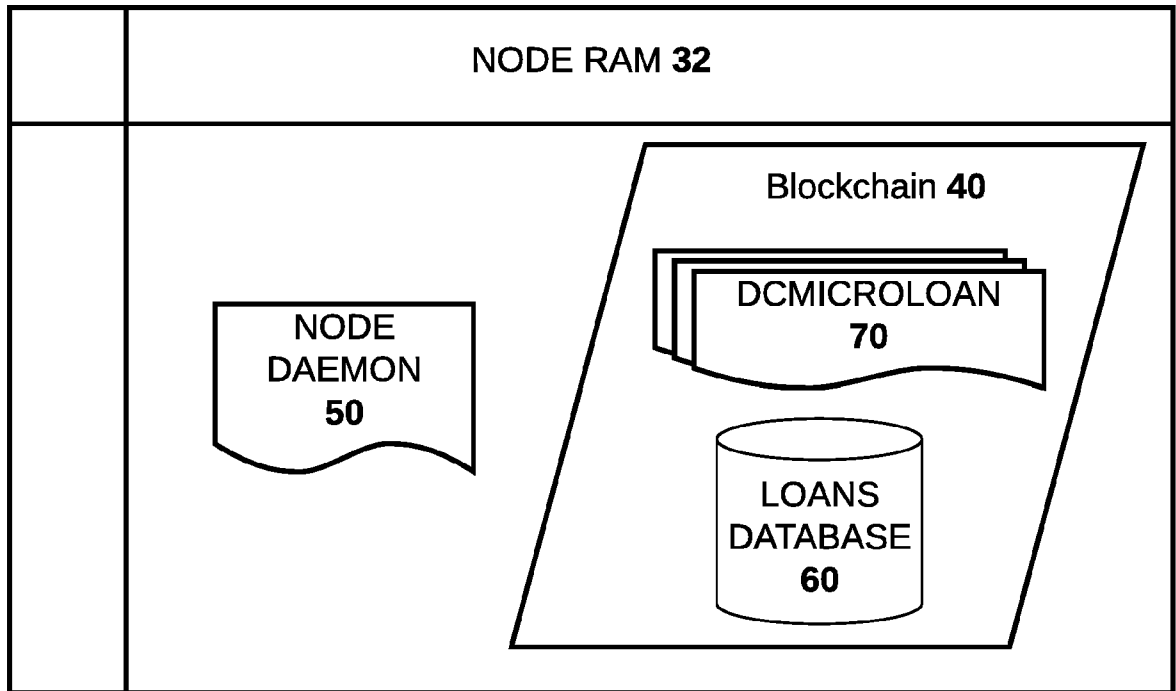 NODE RAM 32
Blockchain 40
DCMICROLOAN
70
NODE
DAEMON
50
LOANS
DATABASE
60